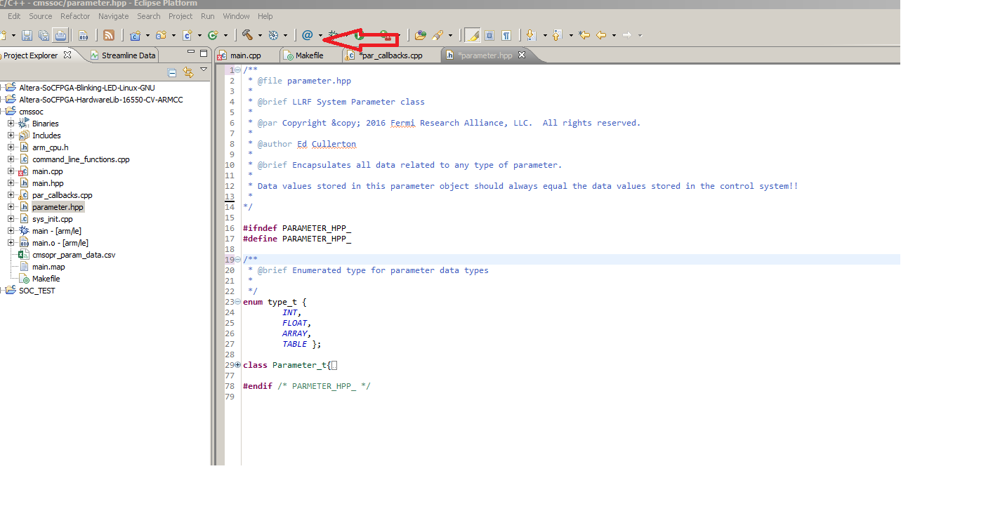 C/C++ - cmssoc/parameter.hpp - Eclipse Platform
Edit Source Refactor Navigate Search Project Run Window Help
Project Explorer
Streamline Data
main.cpp
Makefile
*par_callbacks.cpp
*parameter.hpp
Altera-SoCFPGA-Blinking-LED-Linux-GNU
Altera-SoCFPGA-HardwareLib-16550-CV-ARMCC
cmssoc
Binaries
Includes
arm_cpu.h
command_line_functions.cpp
main.cpp
main.hpp
par_callbacks.cpp
parameter.hpp
sys_init.cpp
main - [arm/le]
main.o - [arm/le]
cmsopr_param_data.csv
main.map
Makefile
SOC_TEST
1 /**
2  * @file parameter.hpp
3  *
4  * @brief LLRF System Parameter class
5  *
6  * @par Copyright &copy; 2016 Fermi Research Alliance, LLC.  All rights reserved.
7  *
8  * @author Ed Cullerton
9  *
10  * @brief Encapsulates all data related to any type of parameter.
11  *
12  * Data values stored in this parameter object should always equal the data values stored in the control system!!
13  *
14 */
15
16 #ifndef PARAMETER_HPP_
17 #define PARAMETER_HPP_
18
19 /**
20  * @brief Enumerated type for parameter data types
21  *
22  */
23 enum type_t {
24         INT,
25         FLOAT,
26         ARRAY,
27         TABLE };
28
29 class Parameter_t{
77
78 #endif /* PARMETER_HPP_ */
79